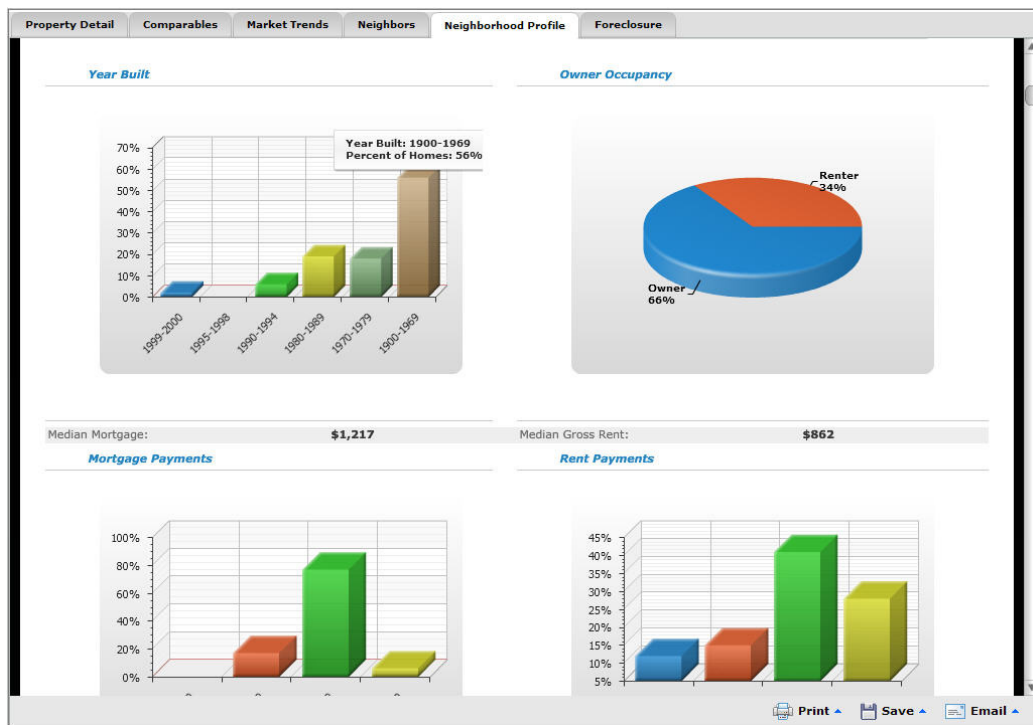 Property Detail
Comparables
Market Trends
Neighbors
Neighborhood Profile
Foreclosure
Year Built
70%
60%
50%
40%
30%
20%
10%
0%
Year Built: 1900-1969
Percent of Homes: 56%
1999-2000
1995-1998
1990-1994
1980-1989
1970-1979
1900-1969
Owner Occupancy
Renter
34%
Owner
66%
Median Mortgage: $1,217
Median Gross Rent: $862
Mortgage Payments
100%
80%
60%
40%
20%
0%
Rent Payments
45%
40%
35%
30%
25%
20%
15%
10%
5%
Print
Save
Email